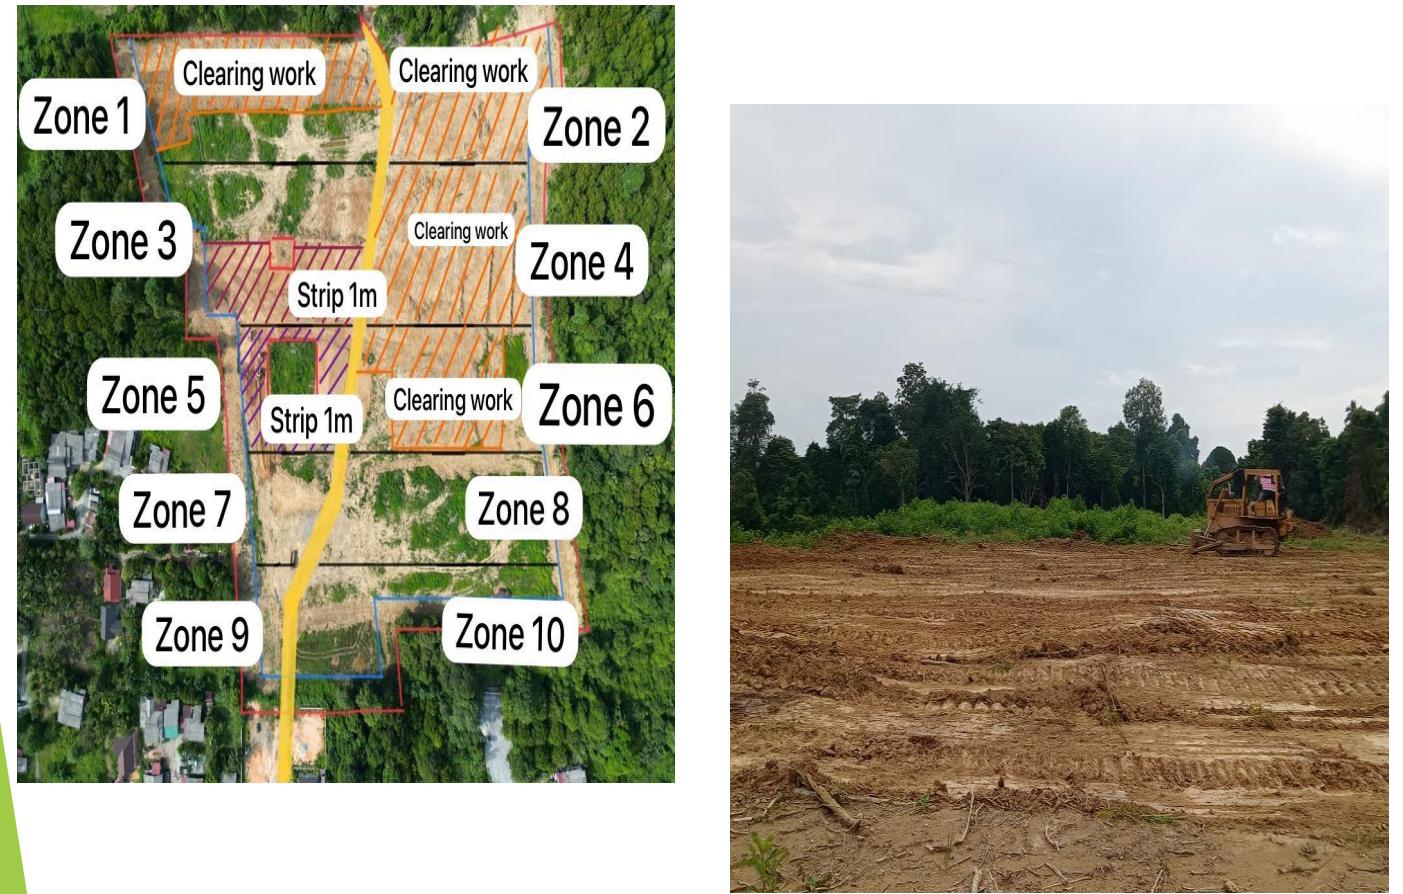 Clearing work
Clearing work
Zone 1
Zone 2
Clearing work
Zone 3
Zone 4
Strip 1m
Zone 5
Clearing work
Zone 6
Strip 1m
Zone 7
Zone 8
Zone 9
Zone 10